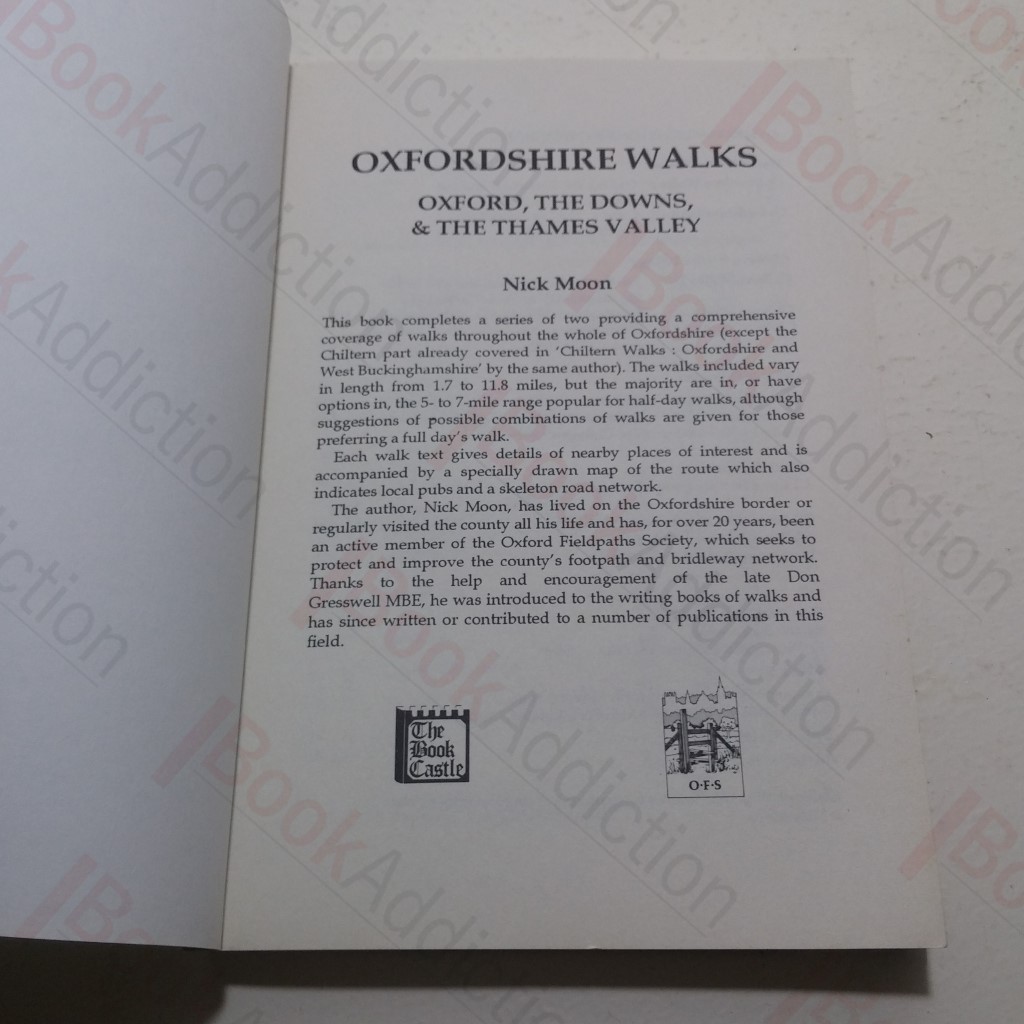 OXFORDSHIRE WALKS
OXFORD, THE DOWNS,
& THE THAMES VALLEY
Nick Moon
This book completes a series of two providing a comprehensive
coverage of walks throughout the whole of Oxfordshire (except the
Chiltern part already covered in 'Chiltern Walks : Oxfordshire and
West Buckinghamshire' by the same author). The walks included vary
in length from 1.7 to 11.8 miles, but the majority are in, or have
options in, the 5- to 7-mile range popular for half-day walks, although
suggestions of possible combinations of walks are given for those
preferring a full day's walk.
Each walk text gives details of nearby places of interest and is
accompanied by a specially drawn map of the route which also
indicates local pubs and a skeleton road network.
The author, Nick Moon, has lived on the Oxfordshire border or
regularly visited the county all his life and has, for over 20 years, been
an active member of the Oxford Fieldpaths Society, which seeks to
protect and improve the county's footpath and bridleway network.
Thanks to the help and encouragement of the late Don
Gresswell MBE, he was introduced to the writing books of walks and
has since written or contributed to a number of publications in this
field.
The
Book
Castle
O·F·S
BookAddiction
BookAddiction
BookAddiction
BookAddiction
BookAddiction
BookAddiction